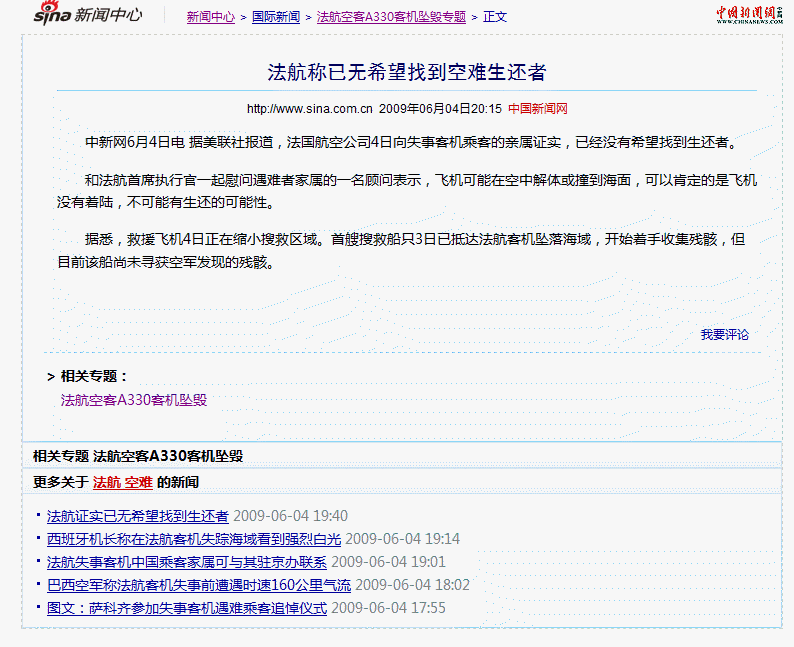 sina 新闻中心 新闻中心 > 国际新闻 > 法航空客A330客机坠毁专题 > 正文 中国新闻网
WWW.CHINANEWS.COM
法航称已无希望找到空难生还者
http://www.sina.com.cn 2009年06月04日20:15 中国新闻网
中新网6月4日电 据美联社报道，法国航空公司4日向失事客机乘客的亲属证实，已经没有希望找到生还者。
和法航首席执行官一起慰问遇难者家属的一名顾问表示，飞机可能在空中解体或撞到海面，可以肯定的是飞机
没有着陆，不可能有生还的可能性。
据悉，救援飞机4日正在缩小搜救区域。首艘搜救船只3日已抵达法航客机坠落海域，开始着手收集残骸，但
目前该船尚未寻获空军发现的残骸。
我要评论
> 相关专题：
法航空客A330客机坠毁
相关专题 法航空客A330客机坠毁
更多关于 法航 空难 的新闻
· 法航证实已无希望找到生还者 2009-06-04 19:40
· 西班牙机长称在法航客机失踪海域看到强烈白光 2009-06-04 19:14
· 法航失事客机中国乘客家属可与其驻京办联系 2009-06-04 19:01
· 巴西空军称法航客机失事前遭遇时速160公里气流 2009-06-04 18:02
· 图文：萨科齐参加失事客机遇难乘客追悼仪式 2009-06-04 17:55